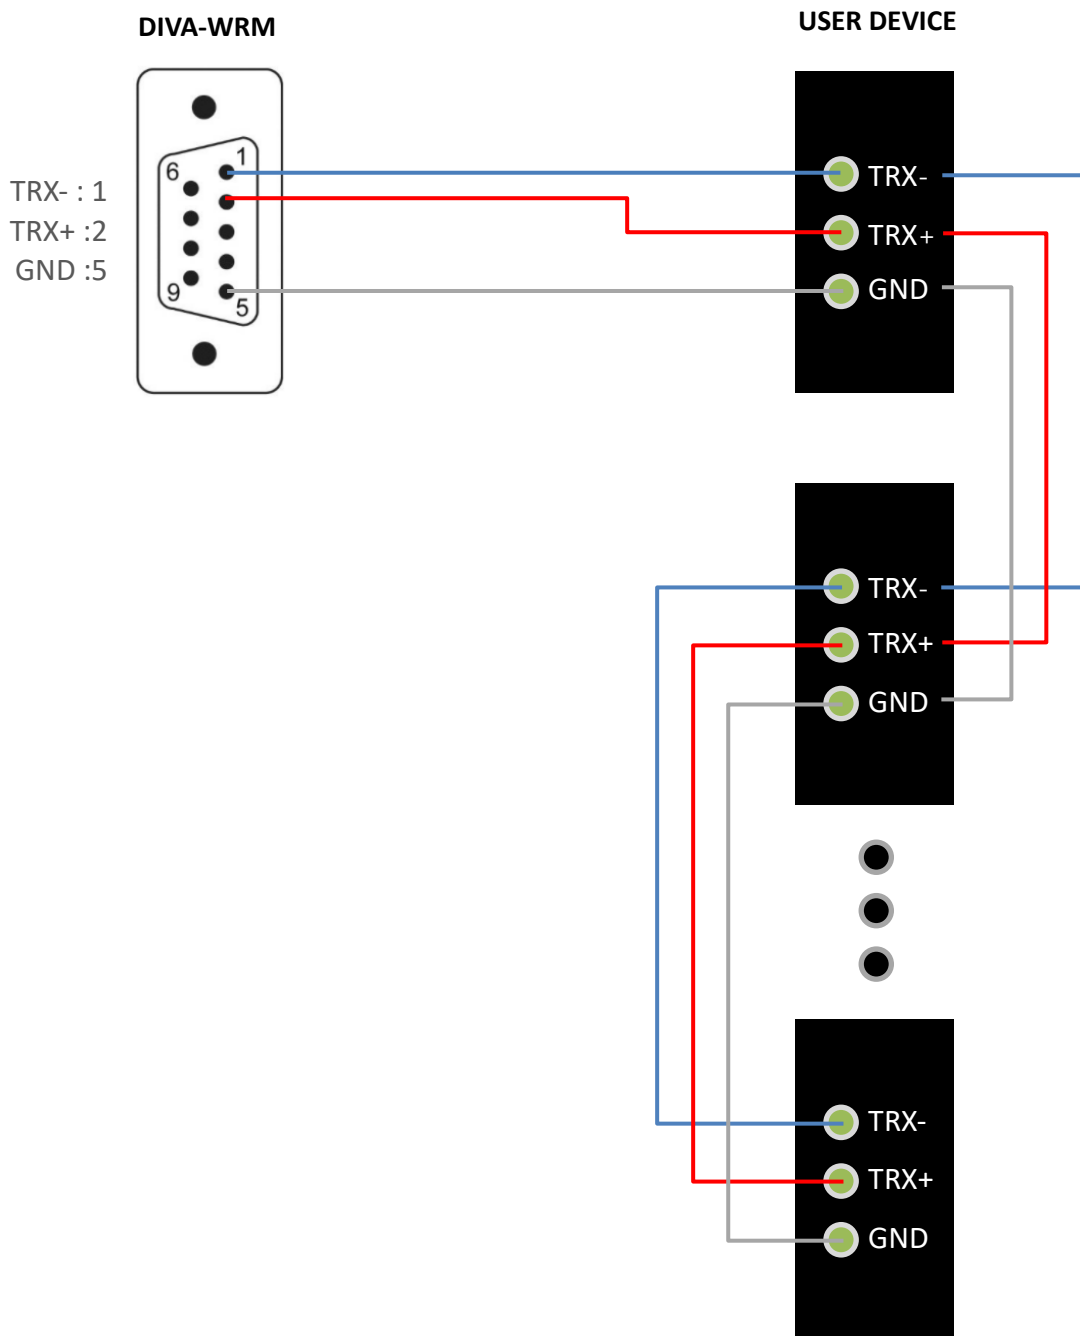 DIVA-WRM
USER DEVICE
TRX- : 1
TRX+ :2
GND :5
1
6
9
5
TRX-
TRX+
GND
TRX-
TRX+
GND
TRX-
TRX+
GND